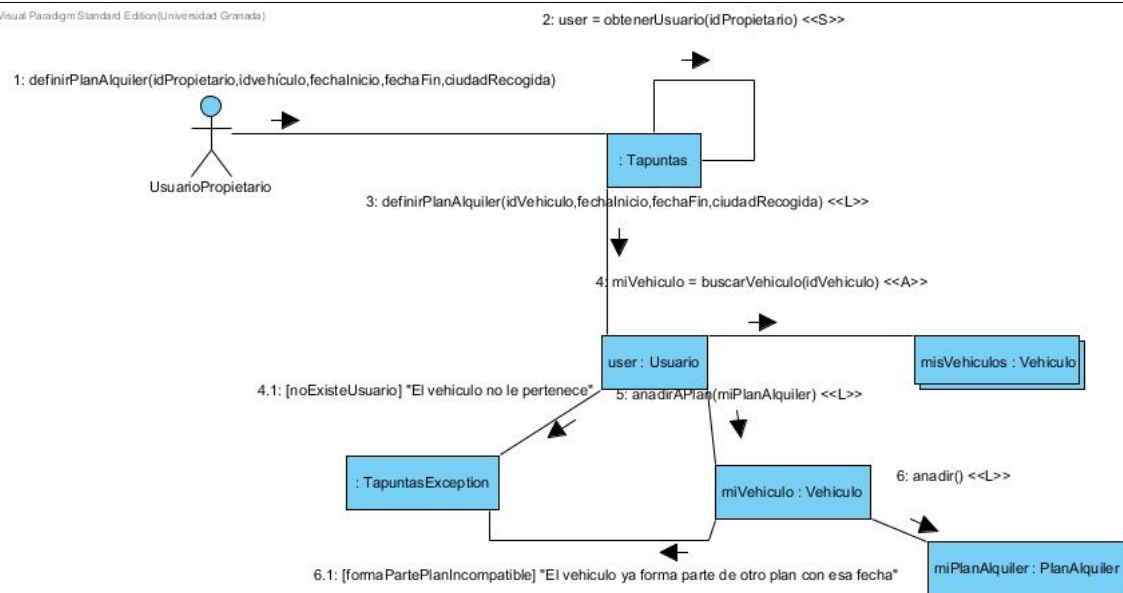 Visual Paradigm Standard Edition(Universidad Granada)
2: user = obtenerUsuario(idPropietario) <<S>>
1: definirPlanAlquiler(idPropietario,idvehículo,fechaInicio,fechaFin,ciudadRecogida)
: Tapuntas
UsuarioPropietario
3: definirPlanAlquiler(idVehiculo,fechaInicio,fechaFin,ciudadRecogida) <<L>>
4: miVehiculo = buscarVehiculo(idVehiculo) <<A>>
user : Usuario
misVehiculos : Vehiculo
4.1: [noExisteUsuario] "El vehiculo no le pertenece"
5: anadirAPlan(miPlanAlquiler) <<L>>
: TapuntasException
miVehiculo : Vehiculo
6: anadir() <<L>>
miPlanAlquiler : PlanAlquiler
6.1: [formaPartePlanIncompatible] "El vehiculo ya forma parte de otro plan con esa fecha"